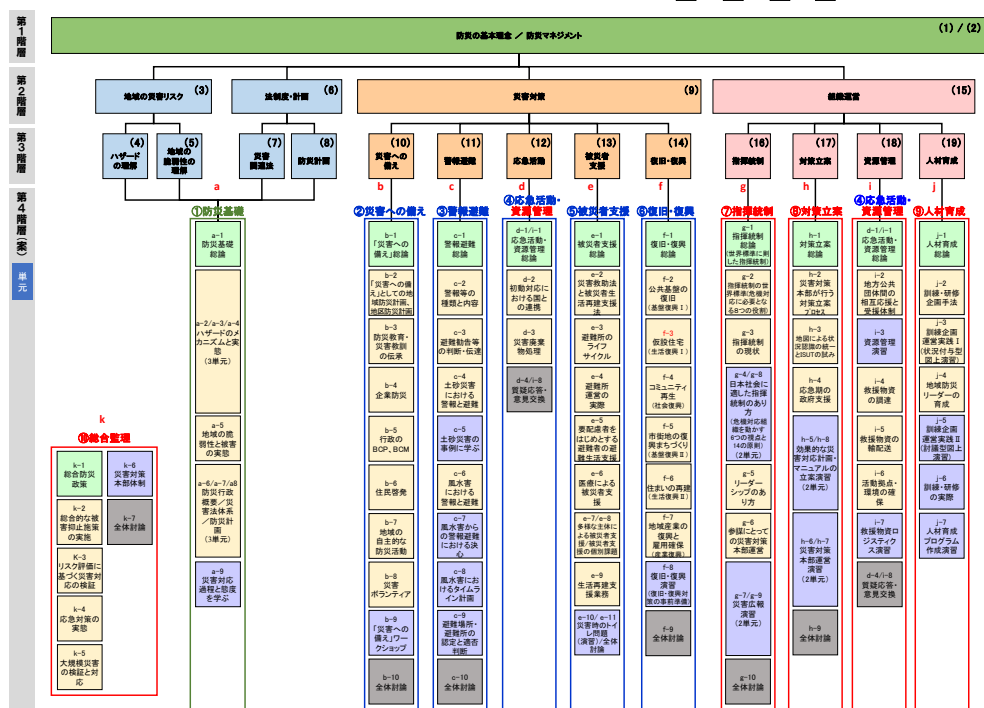 第1階層
防災の基本理念 ／ 防災マネジメント
(1) / (2)
第2階層
地域の災害リスク
(3)
法制度・計画
(6)
災害対策
(9)
組織運営
(15)
第3階層
(4)
ハザード
の理解
(5)
地域の
脆弱性の
理解
(7)
災害
関連法
(8)
防災計画
(10)
災害への
備え
(11)
警報避難
(12)
応急活動
(13)
被災者
支援
(14)
復旧・復興
(16)
指揮統制
(17)
対策立案
(18)
資源管理
(19)
人材育成
第4階層（案）
単元
a
①防災基礎
a-1
防災基礎
総論
a-2/a-3/a-4
ハザードのメ
カニズムと実
態
(3単元)
a-5
地域の脆
弱性と被害
の実態
a-6/a-7/a8
防災行政
概要／災
害法体系
／防災計
画
(3単元)
a-9
災害対応
過程と態度
を学ぶ
b
②災害への備え
b-1
「災害への
備え」総論
b-2
「災害への備
え」としての地
域防災計画、
地区防災計画
b-3
防災教育・
災害教訓
の伝承
b-4
企業防災
b-5
行政の
BCP、BCM
b-6
住民啓発
b-7
地域の
自主的な
防災活動
b-8
災害
ボランティア
b-9
「災害への
備え」ワー
クショップ
b-10
全体討論
c
③警報避難
c-1
警報避難
総論
c-2
警報等の
種類と内容
c-3
避難勧告等
の判断・伝達
c-4
土砂災害
における
警報と避難
c-5
土砂災害の
事例に学ぶ
c-6
風水害
における
警報と避難
c-7
風水害から
の警報避難
における決
心
c-8
風水害にお
けるタイムラ
イン計画
c-9
避難場所・
避難所の
認定と適否
判断
c-10
全体討論
d
④応急活動・
資源管理
d-1/i-1
応急活動・
資源管理
総論
d-2
初動対応に
おける国と
の連携
d-3
災害廃棄
物処理
d-4/i-8
質疑応答・
意見交換
e
⑤被災者支援
e-1
被災者支援
総論
e-2
災害救助法
と被災者生
活再建支援
法
e-3
避難所の
ライフ
サイクル
e-4
避難所
運営の
実際
e-5
要配慮者を
はじめとする
避難者の避
難生活支援
e-6
医療による
被災者支
援
e-7/e-8
多様な主体に
よる被災者支
援/被災者支
援の個別課題
e-9
生活再建支
援業務
e-10/ e-11
災害時のトイ
レ問題
(演習)/全体
討論
f
⑥復旧・復興
f-1
復旧・復興
総論
f-2
公共基盤の
復旧
(基盤復興Ⅰ)
f-3
仮設住宅
(生活復興Ⅰ)
f-4
コミュニティ
再生
(社会復興)
f-5
市街地の復
興まちづくり
(基盤復興Ⅱ)
f-6
住まいの再建
(生活復興Ⅱ)
f-7
地域産業の
復興と
雇用確保
(産業復興)
f-8
復旧・復興
演習
(復旧・復興対
策の事前準備)
f-9
全体討論
g
⑦指揮統制
g-1
指揮統制
総論
(世界標準に則
した指揮統制)
g-2
指揮統制の世
界標準(危機対
応に必要とな
る8つの役割)
g-3
指揮統制
の現状
g-4/g-8
日本社会に
適した指揮
統制のあり
方
(危機対応組
織を動かす
6つの視点と
14の原則)
(2単元)
g-5
リーダー
シップのあ
り方
g-6
参謀にとって
の災害対策
本部運営
g-7/g-9
災害広報
演習
(2単元)
g-10
全体討論
h
⑧対策立案
h-1
対策立案
総論
h-2
災害対策
本部が行う
対策立案
プロセス
h-3
地図による状
況認識の統一
とISUTの試み
h-4
応急期の
政府支援
h-5/h-8
効果的な災
害対応計画・
マニュアルの
立案演習
(2単元)
h-6/h-7
災害対策
本部運営
演習
(2単元)
h-9
全体討論
i
④応急活動・
資源管理
d-1/i-1
応急活動・
資源管理
総論
i-2
地方公共
団体間の
相互応援と
受援体制
i-3
資源管理
演習
i-4
救援物資
の調達
i-5
救援物資の
輸配送
i-6
活動拠点・
環境の確
保
i-7
救援物資ロ
ジスティク
ス演習
d-4/i-8
質疑応答・
意見交換
j
⑨人材育成
j-1
人材育成
総論
j-2
訓練・研修
企画手法
j-3
訓練企画
運営実践Ⅰ
(状況付与型
図上演習)
j-4
地域防災
リーダーの
育成
j-5
訓練企画
運営実践Ⅱ
(討議型図上
演習)
j-6
訓練・研修
の実際
j-7
人材育成
プログラム
作成演習
k
⑩総合監理
k-1
総合防災
政策
k-2
総合的な被
害抑止施策
の実施
K-3
リスク評価に
基づく災害対
応の検証
k-4
応急対策の
実態
k-5
大規模災害
の検証と対
応
k-6
災害対策
本部体制
k-7
全体討論